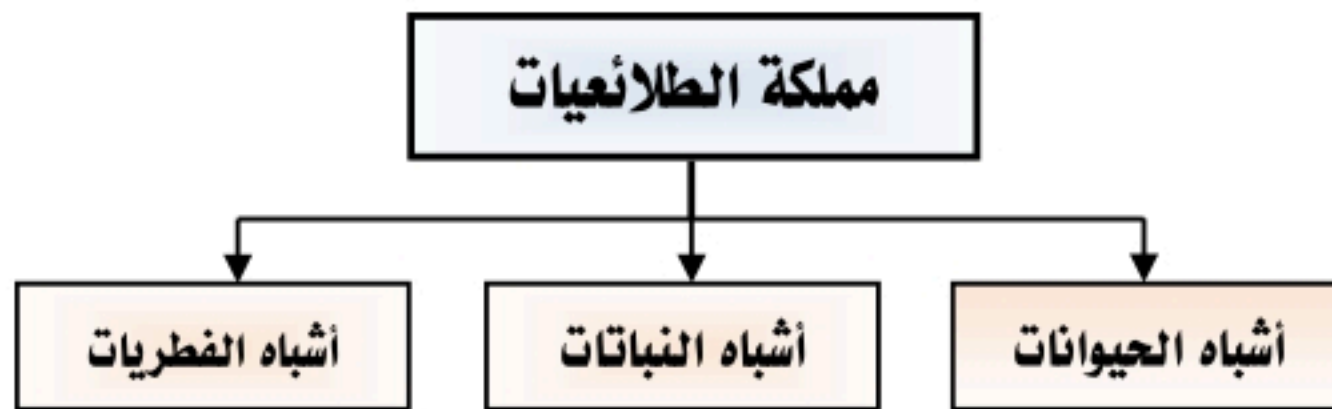 مملكة الطلائعيات
أشباه الحيوانات
أشباه النباتات
أشباه الفطريات